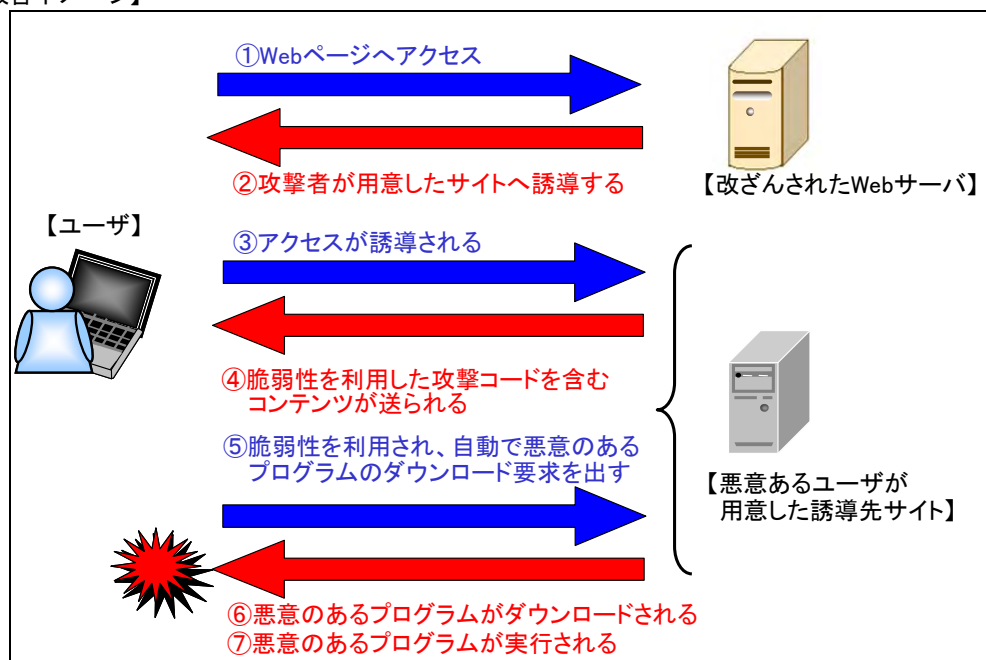 ①Webページへアクセス
②攻撃者が用意したサイトへ誘導する
【改ざんされたWebサーバ】
【ユーザ】
③アクセスが誘導される
④脆弱性を利用した攻撃コードを含む
コンテンツが送られる
⑤脆弱性を利用され、自動で悪意のある
プログラムのダウンロード要求を出す
【悪意あるユーザが
用意した誘導先サイト】
⑥悪意のあるプログラムがダウンロードされる
⑦悪意のあるプログラムが実行される